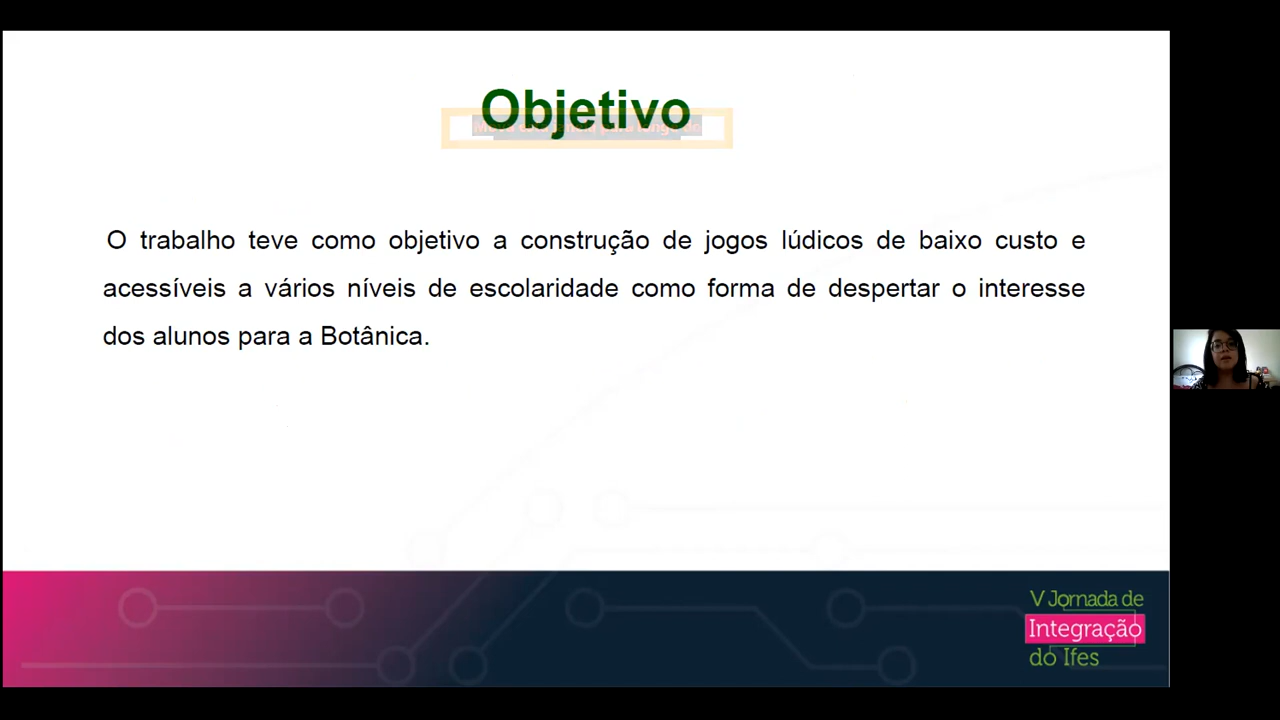 Objetivo
O trabalho teve como objetivo a construção de jogos lúdicos de baixo custo e
acessíveis a vários níveis de escolaridade como forma de despertar o interesse
dos alunos para a Botânica.
V Jornada de
Integração
do Ifes